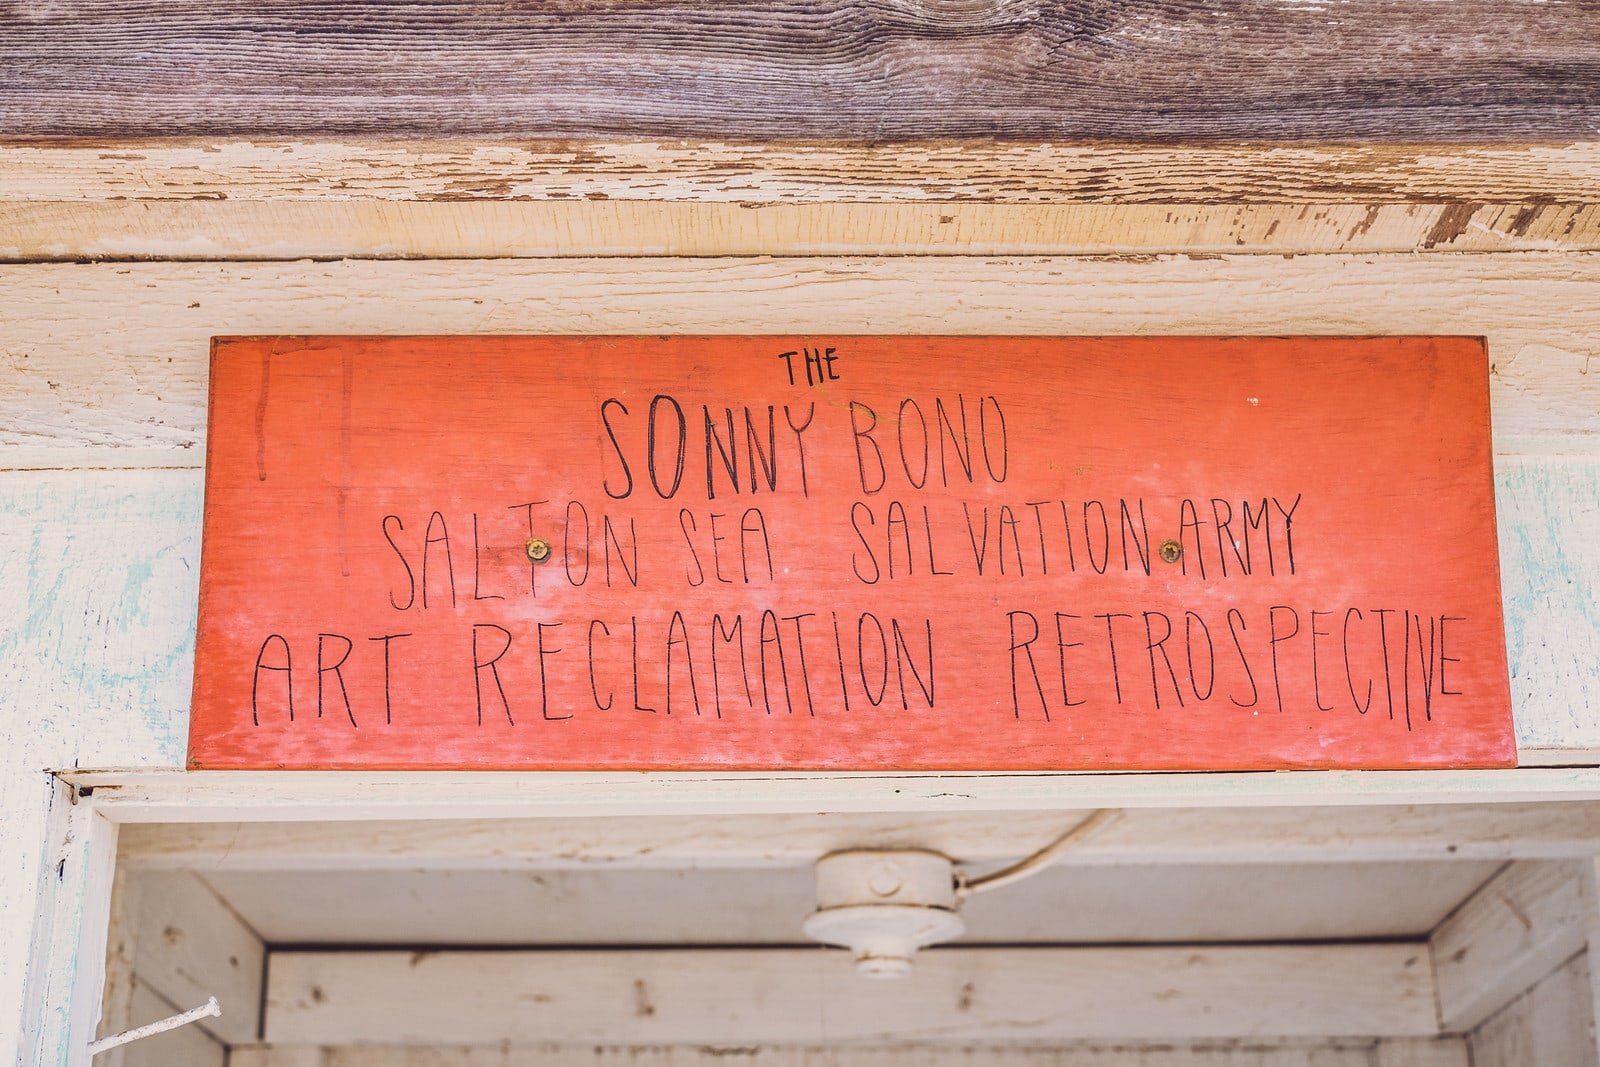 THE
SONNY BONO
SALTON SEA SALVATION ARMY
ART RECLAMATION RETROSPECTIVE